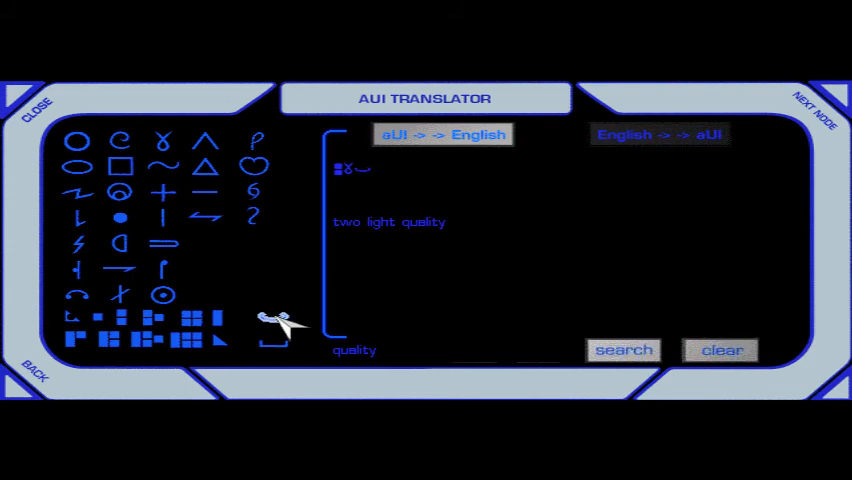 AUI TRANSLATOR
CLOSE
NEXT NODE
aUI -> -> English
English -> -> aUI
two light quality
quality
search
clear
BACK